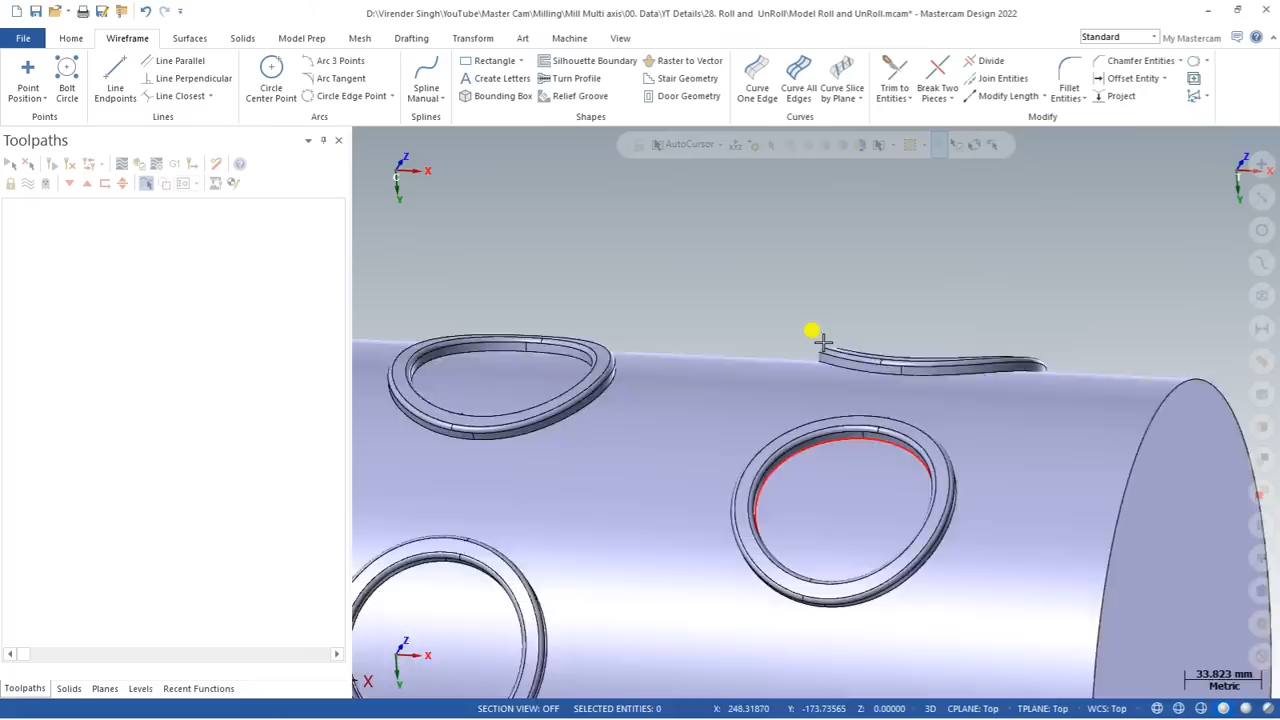 D:\Virender Singh\YouTube\Master Cam\Milling\Mill Multi axis\00. Data\YT Details\28. Roll and  UnRoll\Model Roll and UnRoll.mcam* - Mastercam Design 2022
File Home Wireframe Surfaces Solids Model Prep Mesh Drafting Transform Art Machine View Standard My Mastercam
Point Position
Bolt Circle
Points
Line Endpoints
Line Parallel
Line Perpendicular
Line Closest
Lines
Circle Center Point
Arc 3 Points
Arc Tangent
Circle Edge Point
Arcs
Spline Manual
Splines
Rectangle
Create Letters
Bounding Box
Silhouette Boundary
Turn Profile
Relief Groove
Raster to Vector
Stair Geometry
Door Geometry
Shapes
Curve One Edge
Curve All Edges
Curve Slice by Plane
Curves
Trim to Entities
Break Two Pieces
Divide
Join Entities
Modify Length
Fillet Entities
Chamfer Entities
Offset Entity
Project
Modify
Toolpaths
G1
AutoCursor
Z
X
C
Y
Z
X
T
Y
Z
X
Y
X
33.823 mm
Metric
Toolpaths Solids Planes Levels Recent Functions
SECTION VIEW: OFF SELECTED ENTITIES: 0 X: 248.31870 Y: -173.73565 Z: 0.00000 3D CPLANE: Top TPLANE: Top WCS: Top